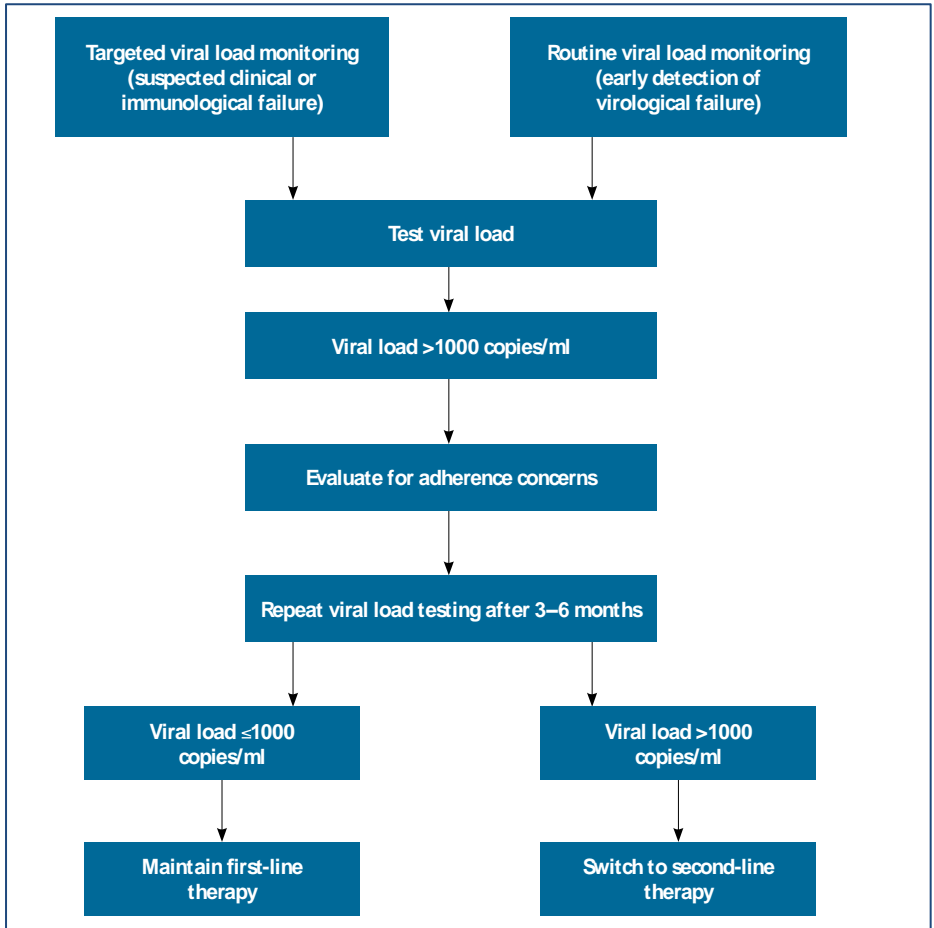 Targeted viral load monitoring
(suspected clinical or
immunological failure)
Routine viral load monitoring
(early detection of
virological failure)
Test viral load
Viral load >1000 copies/ml
Evaluate for adherence concerns
Repeat viral load testing after 3–6 months
Viral load ≤1000
copies/ml
Viral load >1000
copies/ml
Maintain first-line
therapy
Switch to second-line
therapy